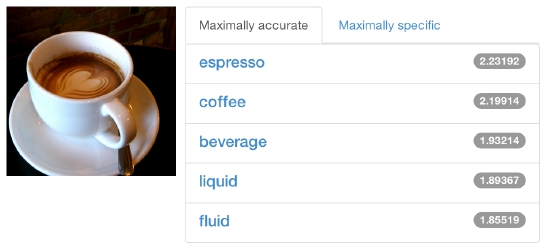 Maximally accurate Maximally specific
espresso 2.23192
coffee 2.19914
beverage 1.93214
liquid 1.89367
fluid 1.85519